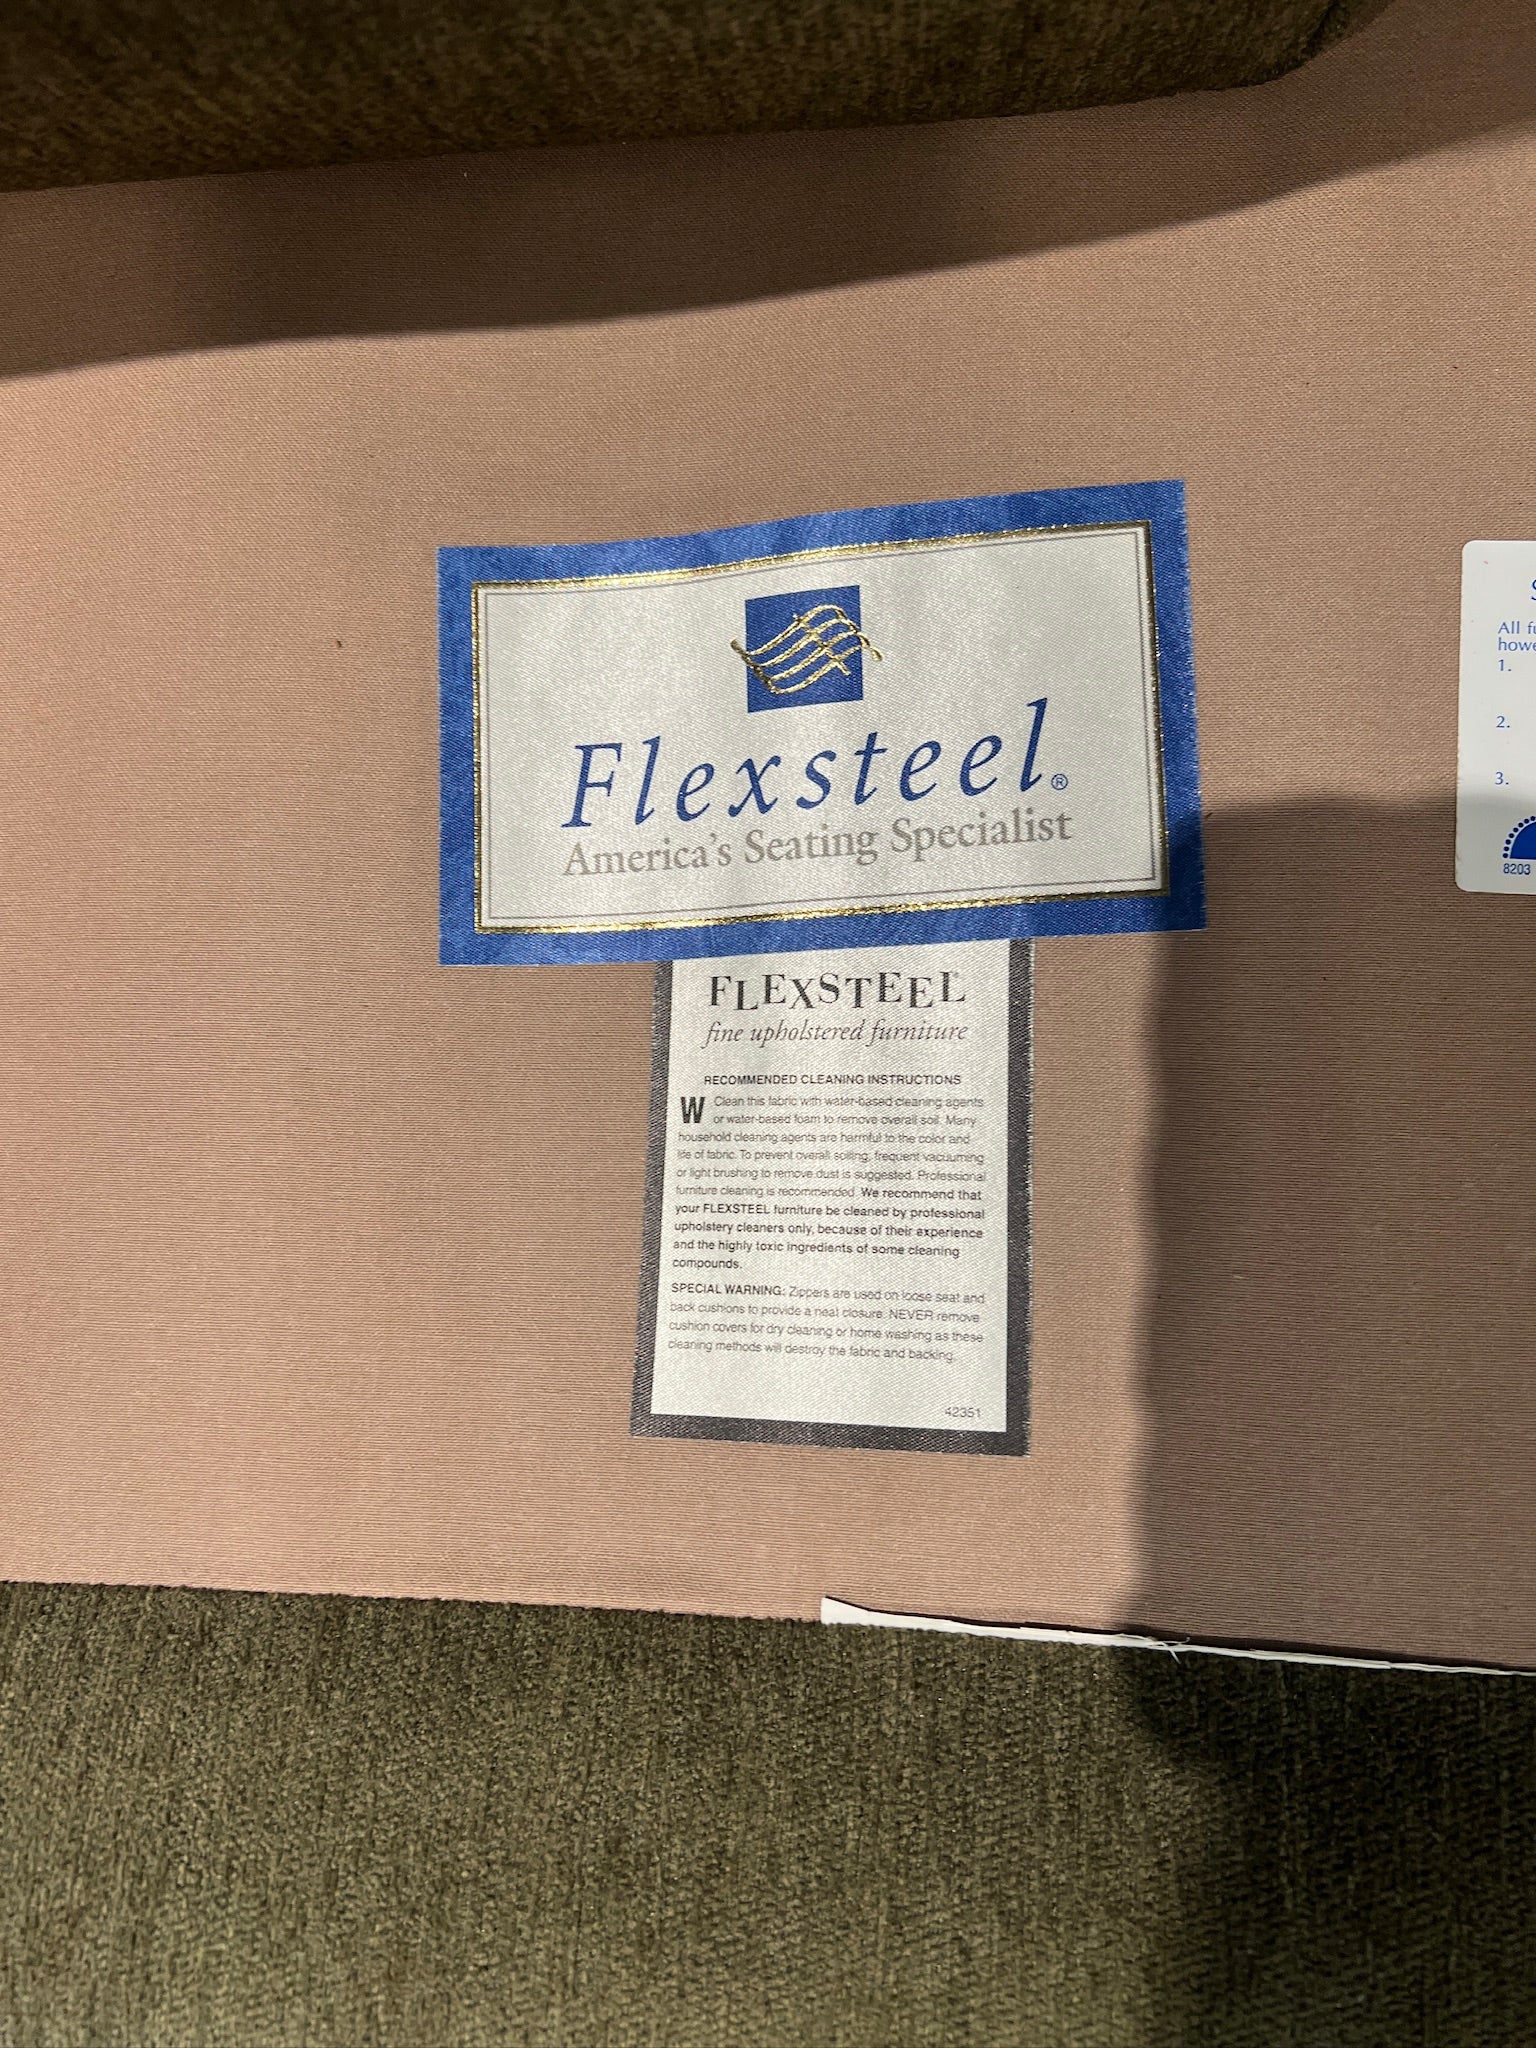 Flexsteel®
America's Seating Specialist
FLEXSTEEL®
fine upholstered furniture
RECOMMENDED CLEANING INSTRUCTIONS
W Clean this fabric with water-based cleaning agents
or water-based foam to remove overall soil. Many
household cleaning agents are harmful to the color and
life of fabric. To prevent overall soiling, frequent vacuuming
or light brushing to remove dust is suggested. Professional
furniture cleaning is recommended. We recommend that
your FLEXSTEEL furniture be cleaned by professional
upholstery cleaners only, because of their experience
and the highly toxic ingredients of some cleaning
compounds.
SPECIAL WARNING: Zippers are used on loose seat and
back cushions to provide a neat closure. NEVER remove
cushion covers for dry cleaning or home washing as these
cleaning methods will destroy the fabric and backing.
42351
All
1.
2.
3.
8203